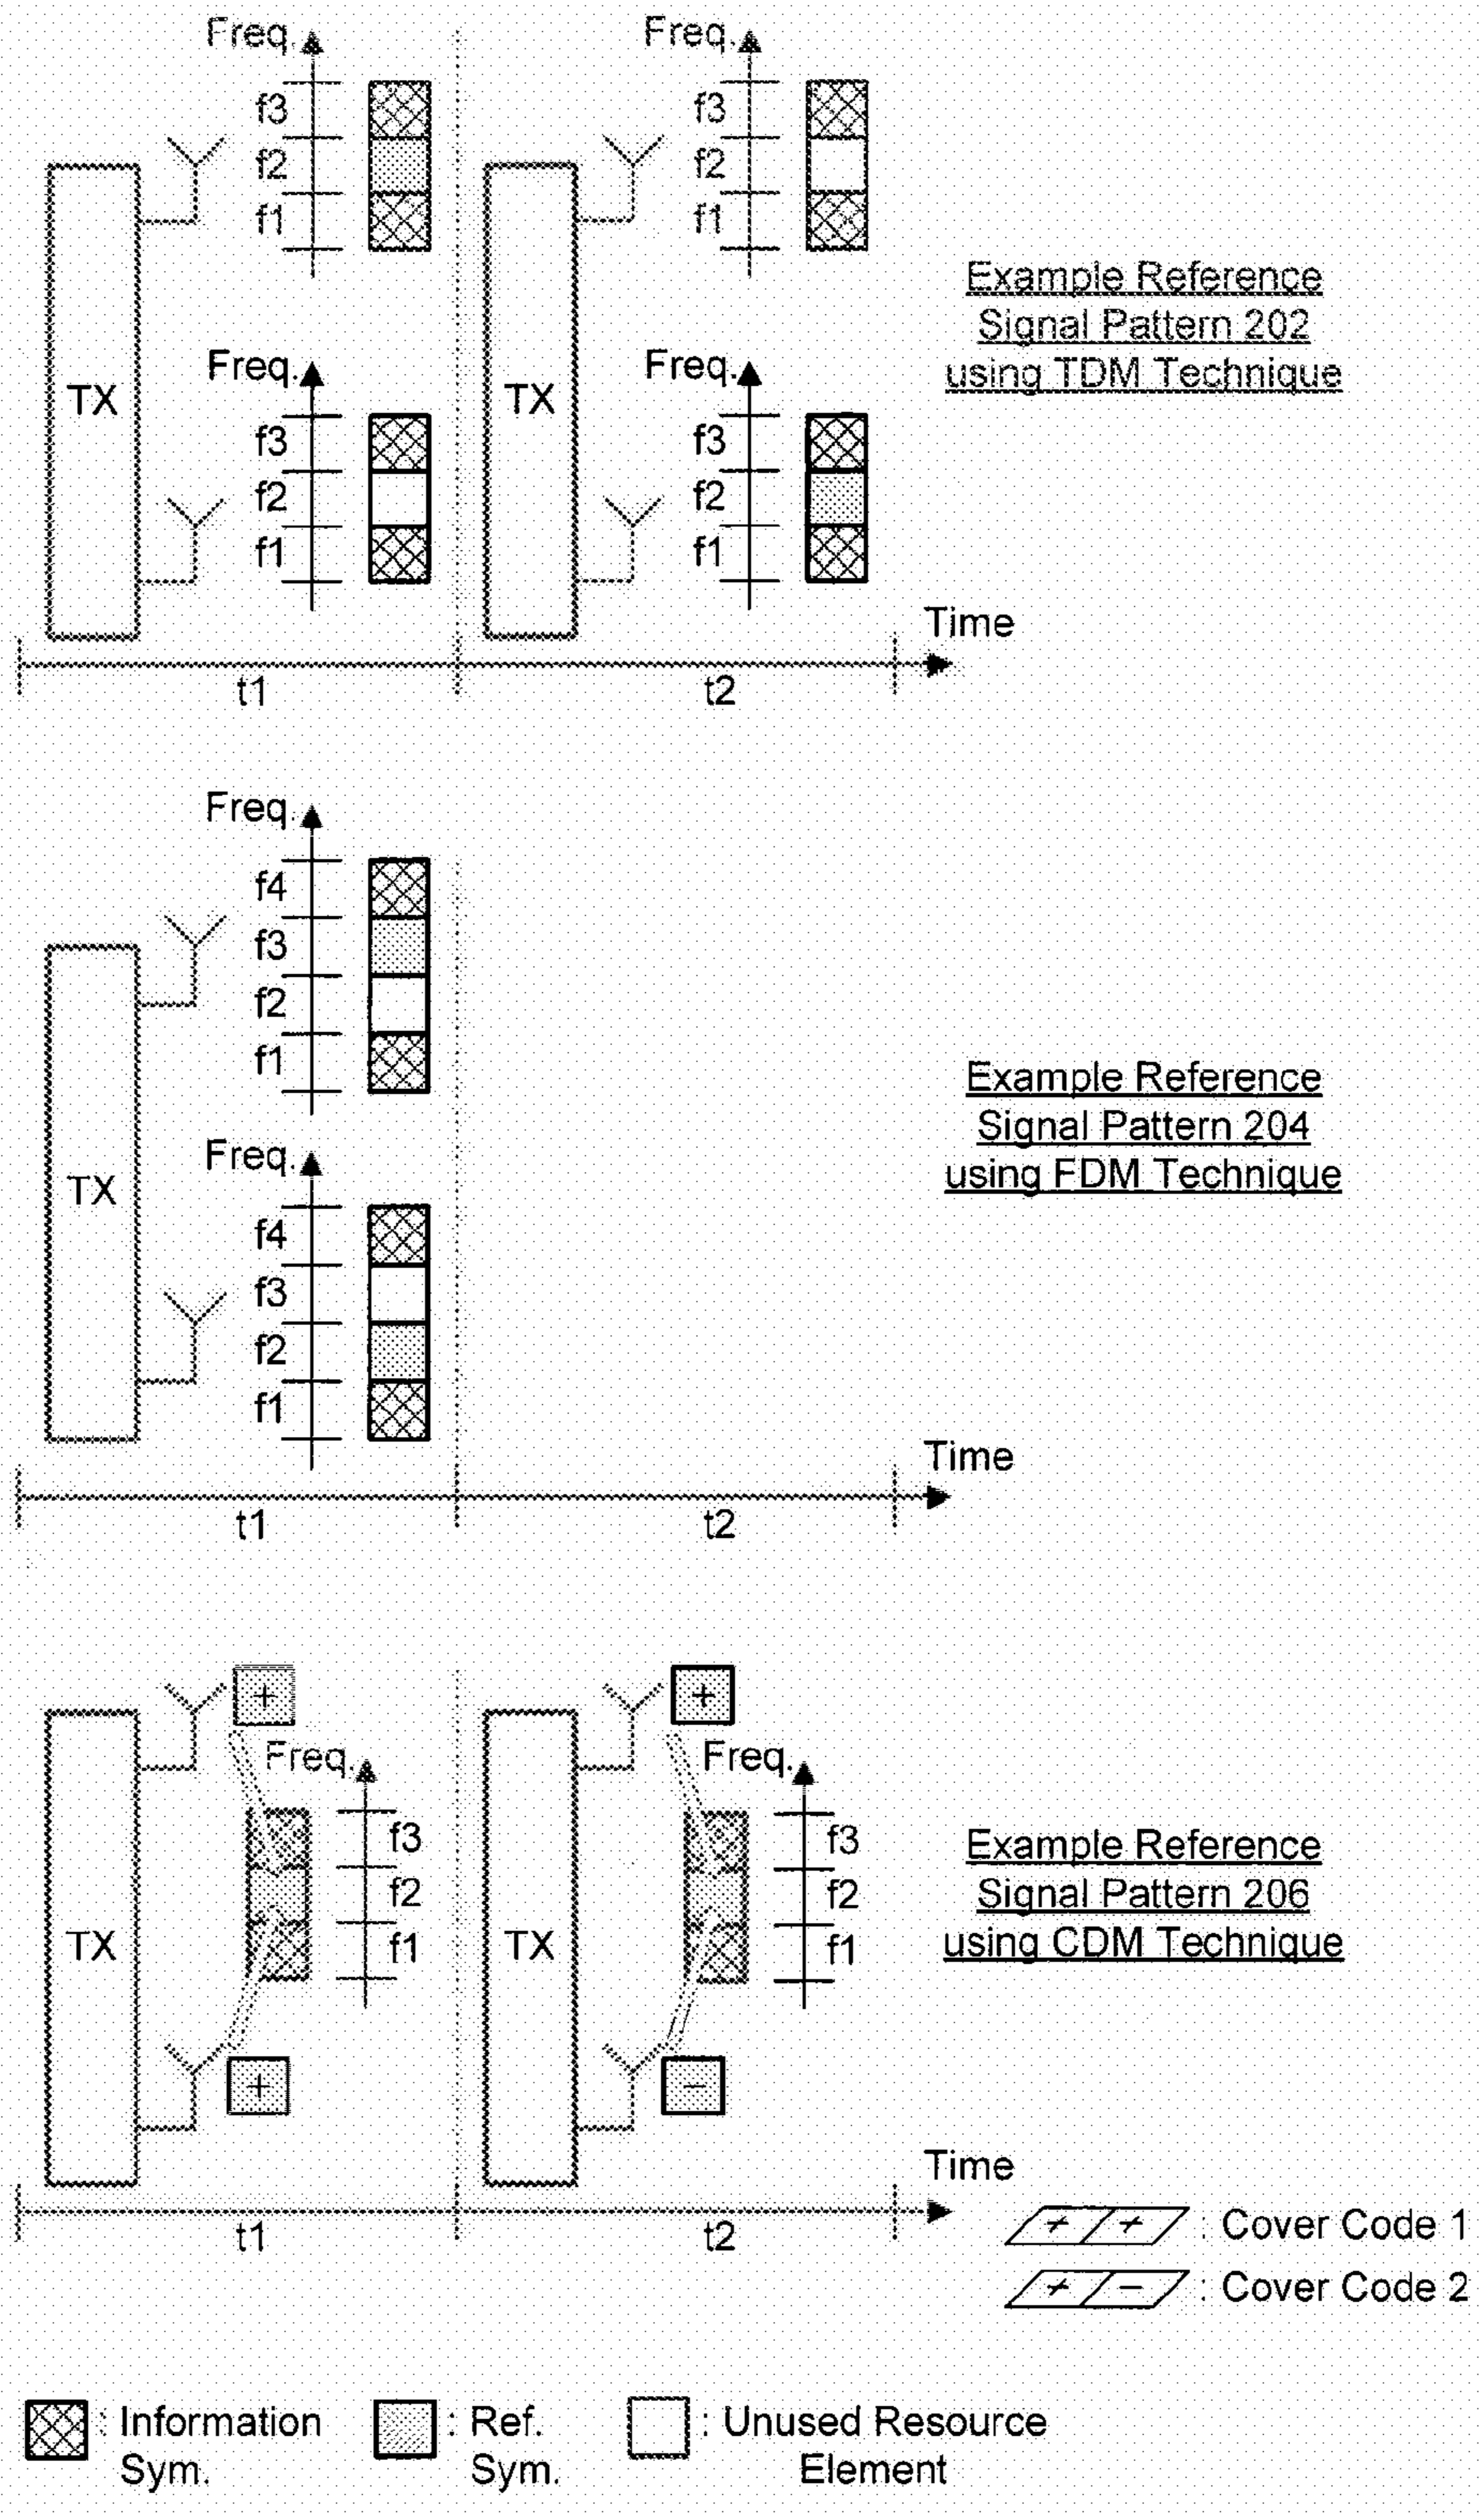 Freq.
f3
f2
f1
Freq.
f3
f2
f1
TX
Freq.
f3
f2
f1
TX
Freq.
f3
f2
f1
Example Reference
Signal Pattern 202
using TDM Technique
Time
t1
t2
Freq.
f4
f3
f2
f1
TX
Freq.
f4
f3
f2
f1
Example Reference
Signal Pattern 204
using FDM Technique
Time
t1
t2
+
Freq.
f3
f2
f1
TX
+
+
Freq.
f3
f2
f1
TX
−
Example Reference
Signal Pattern 206
using CDM Technique
Time
t1
t2
+ + : Cover Code 1
+ − : Cover Code 2
: Information
Sym.
: Ref.
Sym.
: Unused Resource
Element